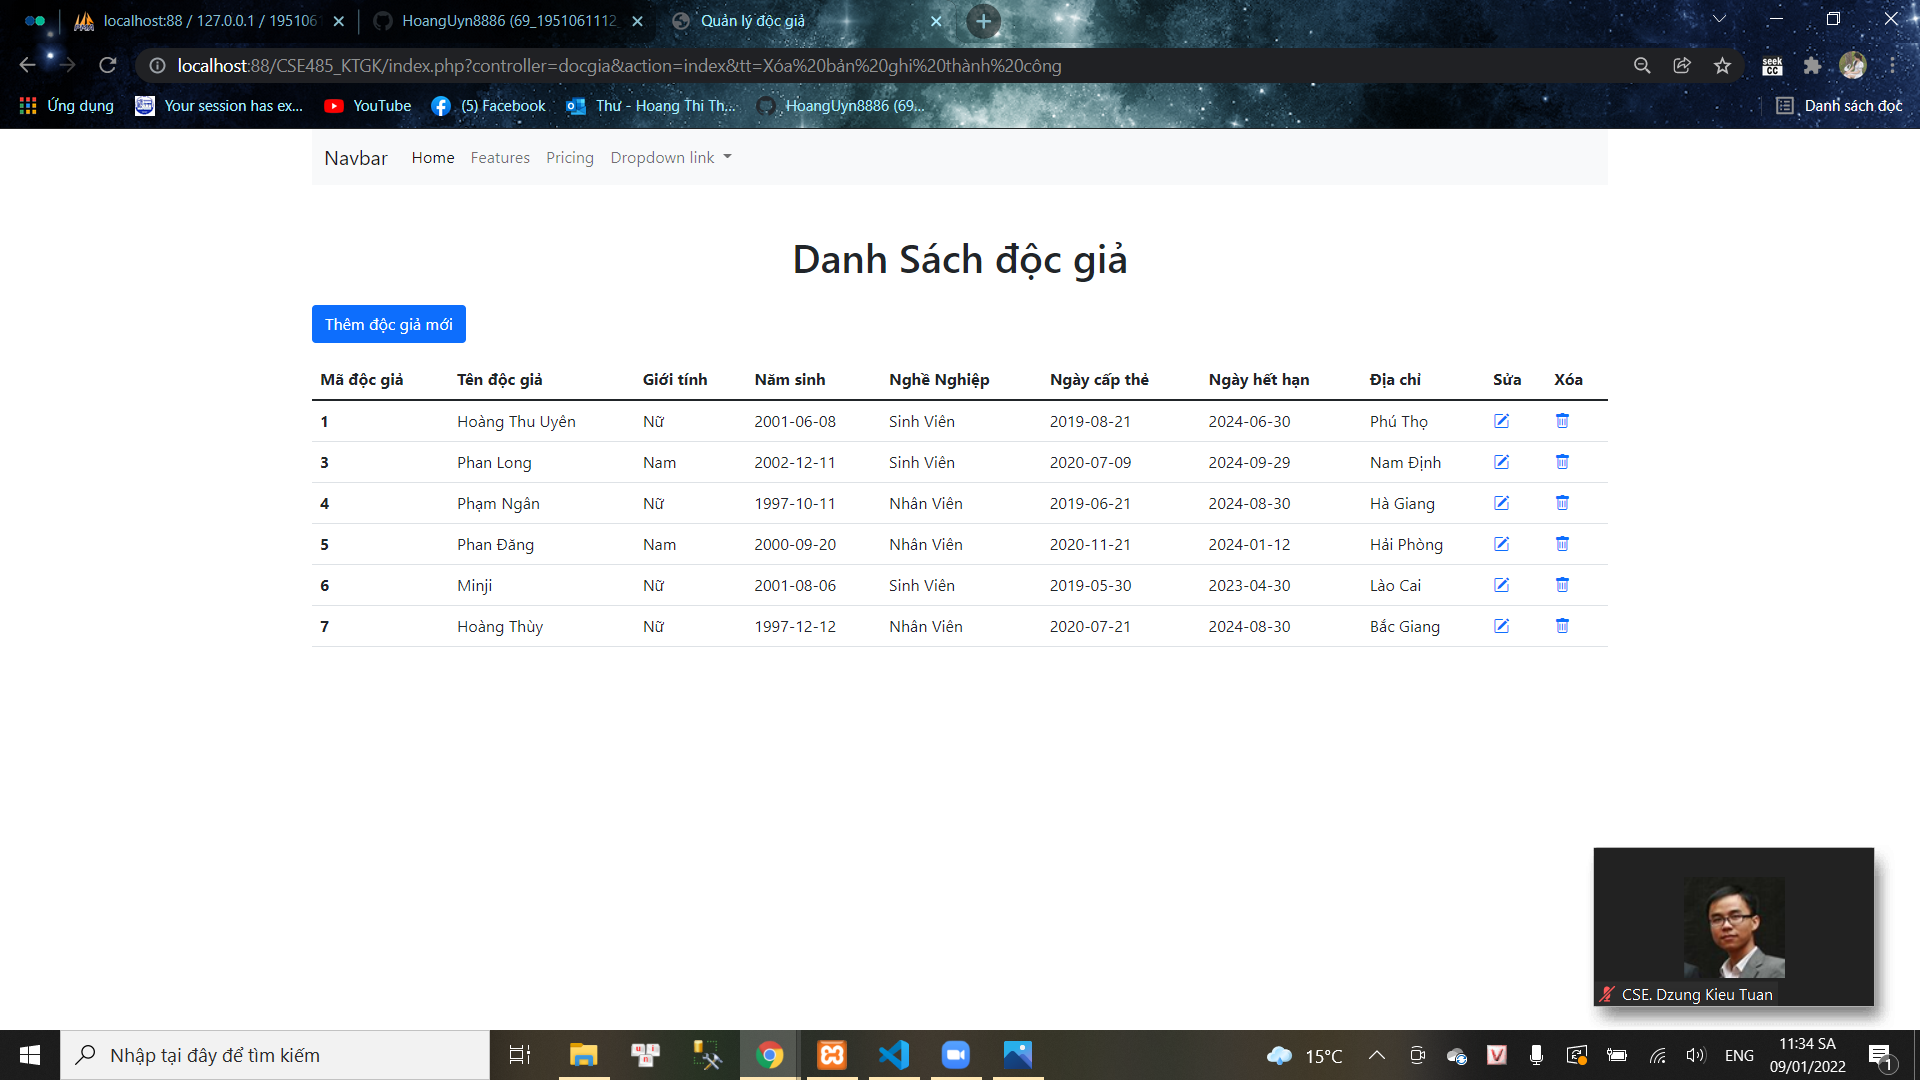 localhost:88 / 127.0.0.1 / 195106
HoangUyn8886 (69_1951061112_
Quản lý độc giả
localhost:88/CSE485_KTGK/index.php?controller=docgia&action=index&tt=Xóa%20bản%20ghi%20thành%20công
seek CC
Ứng dụng
Your session has ex...
YouTube
(5) Facebook
Thư - Hoang Thi Th...
HoangUyn8886 (69...
Danh sách đọc
Navbar Home Features Pricing Dropdown link
Danh Sách độc giả
Thêm độc giả mới
Mã độc giả Tên độc giả Giới tính Năm sinh Nghề Nghiệp Ngày cấp thẻ Ngày hết hạn Địa chỉ Sửa Xóa
1 Hoàng Thu Uyên Nữ 2001-06-08 Sinh Viên 2019-08-21 2024-06-30 Phú Thọ
3 Phan Long Nam 2002-12-11 Sinh Viên 2020-07-09 2024-09-29 Nam Định
4 Phạm Ngân Nữ 1997-10-11 Nhân Viên 2019-06-21 2024-08-30 Hà Giang
5 Phan Đăng Nam 2000-09-20 Nhân Viên 2020-11-21 2024-01-12 Hải Phòng
6 Minji Nữ 2001-08-06 Sinh Viên 2019-05-30 2023-04-30 Lào Cai
7 Hoàng Thùy Nữ 1997-12-12 Nhân Viên 2020-07-21 2024-08-30 Bắc Giang
CSE. Dzung Kieu Tuan
Nhập tại đây để tìm kiếm
15°C
ENG
11:34 SA
09/01/2022
1